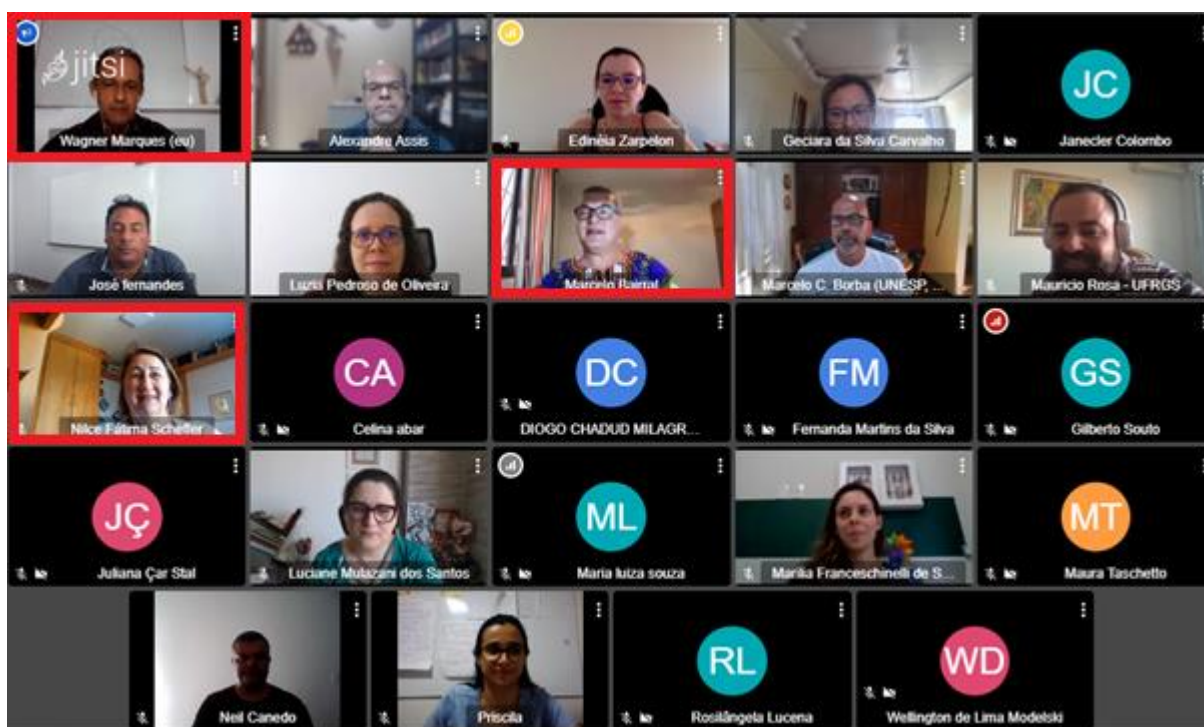 jitsi
Wagner Marques (eu)
Alexandre Assis
Edinéia Zarpelon
Geciara da Silva Carvalho
JC
Janecler Colombo
José fernandes
Luzia Pedroso de Oliveira
Marcelo Bairral
Marcelo C. Borba (UNESP, ...
Mauricio Rosa - UFRGS
Nilce Fátima Scheffer
CA
Celina abar
DC
DIOGO CHADUD MILAGR...
FM
Fernanda Martins da Silva
GS
Gilberto Souto
JÇ
Juliana Çar Stal
Luciane Mulazani dos Santos
ML
Maria luiza souza
Marília Franceschinelli de S...
MT
Maura Taschetto
Neil Canedo
Priscila
RL
Rosilângela Lucena
WD
Wellington de Lima Modelski